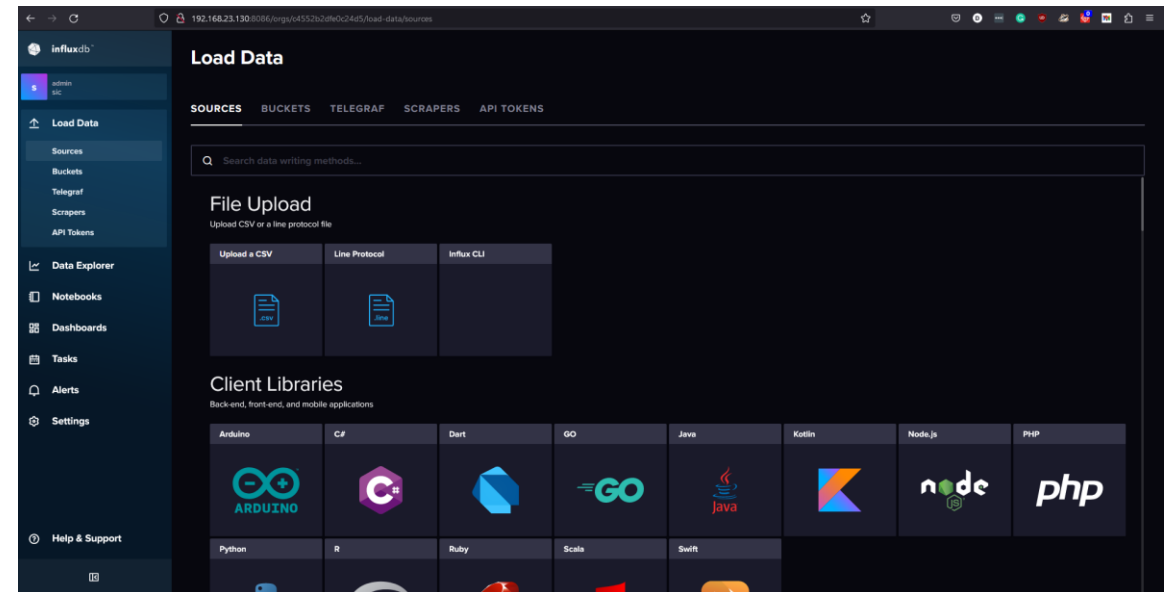 192.168.23.130:8086/orgs/c4552b2dfe0c24d5/load-data/sources
influxdb
s
admin
sic
Load Data
Sources
Buckets
Telegraf
Scrapers
API Tokens
Data Explorer
Notebooks
Dashboards
Tasks
Alerts
Settings
Help & Support
Load Data
SOURCES BUCKETS TELEGRAF SCRAPERS API TOKENS
Search data writing methods...
File Upload
Upload CSV or a line protocol file
Upload a CSV Line Protocol Influx CLI
.csv .line
Client Libraries
Back-end, front-end, and mobile applications
Arduino C# Dart GO Java Kotlin Node.js PHP
ARDUINO C# GO Java node JS php
Python R Ruby Scala Swift